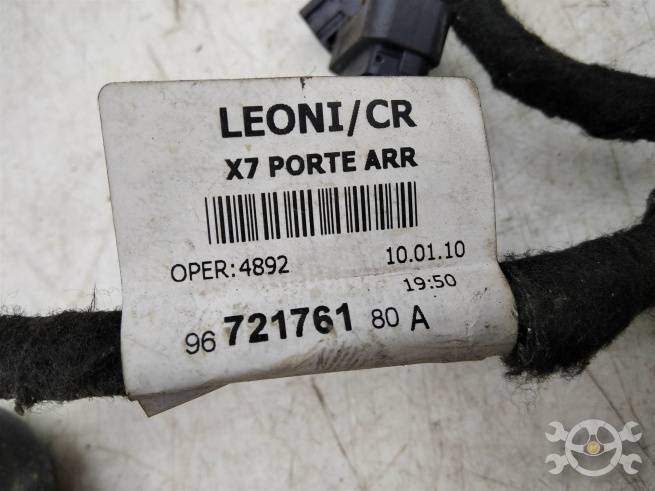 LEONI/CR
X7 PORTE ARR
OPER:4892 10.01.10
19:50
96 721761 80 A